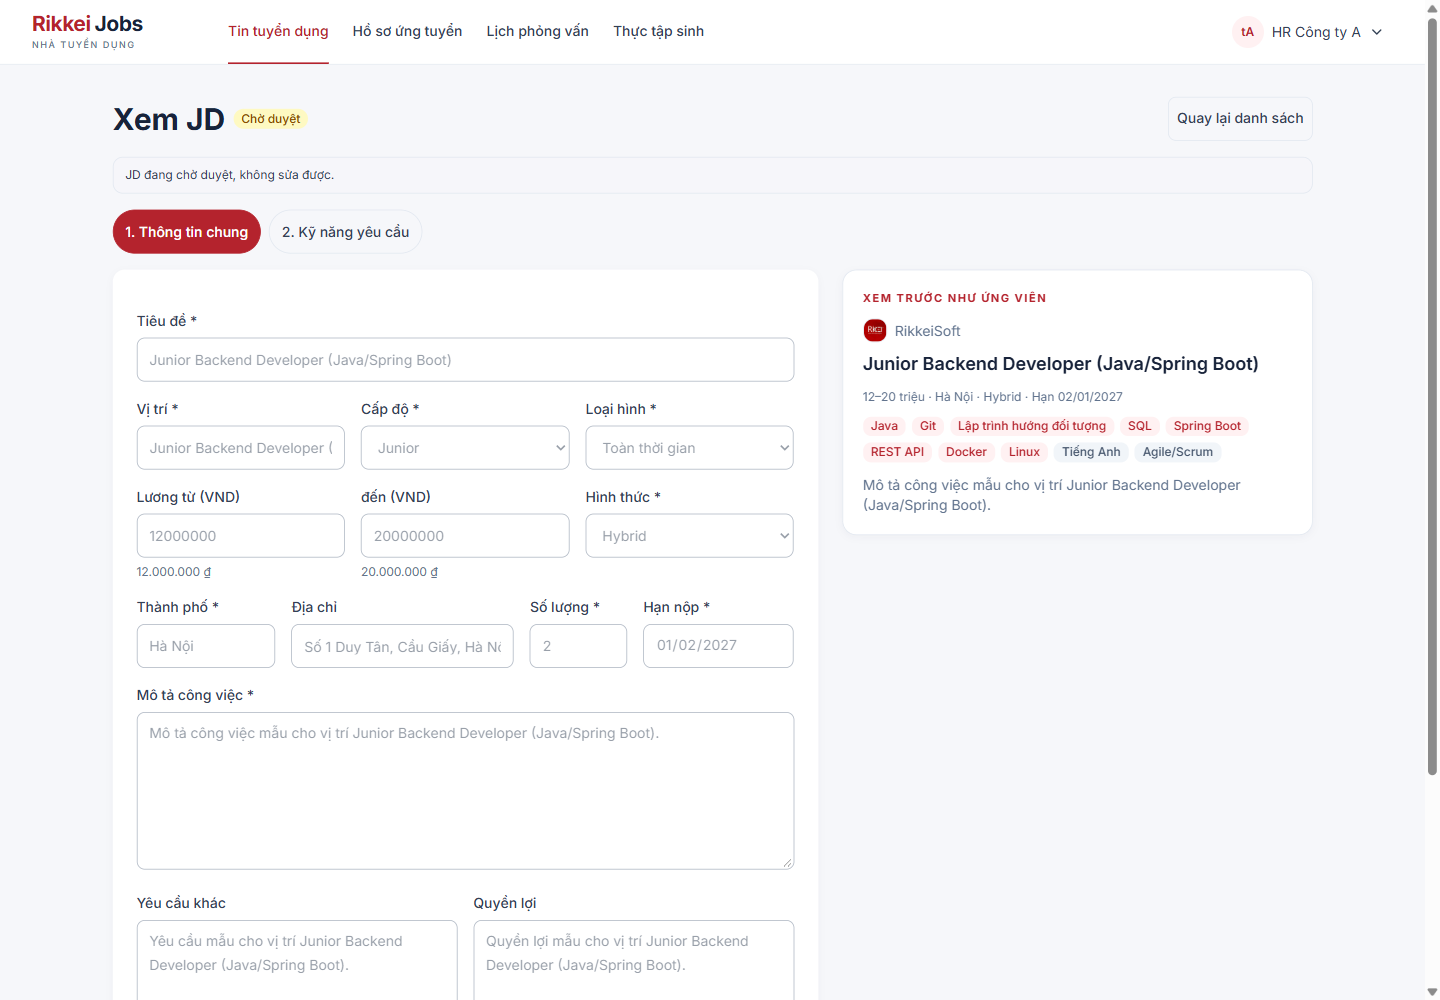 Rikkei Jobs
NHÀ TUYỂN DỤNG
Tin tuyển dụng
Hồ sơ ứng tuyển
Lịch phỏng vấn
Thực tập sinh
tA
HR Công ty A
Xem JD
Chờ duyệt
Quay lại danh sách
JD đang chờ duyệt, không sửa được.
1. Thông tin chung
2. Kỹ năng yêu cầu
Tiêu đề *
Junior Backend Developer (Java/Spring Boot)
Vị trí *
Cấp độ *
Loại hình *
Junior Backend Developer (
Junior
Toàn thời gian
Lương từ (VND)
đến (VND)
Hình thức *
12000000
20000000
Hybrid
12.000.000 ₫
20.000.000 ₫
Thành phố *
Địa chỉ
Số lượng *
Hạn nộp *
Hà Nội
Số 1 Duy Tân, Cầu Giấy, Hà Nộ
2
01/02/2027
Mô tả công việc *
Mô tả công việc mẫu cho vị trí Junior Backend Developer (Java/Spring Boot).
Yêu cầu khác
Quyền lợi
Yêu cầu mẫu cho vị trí Junior Backend
Developer (Java/Spring Boot).
Quyền lợi mẫu cho vị trí Junior Backend
Developer (Java/Spring Boot).
XEM TRƯỚC NHƯ ỨNG VIÊN
RikkeiSoft
Junior Backend Developer (Java/Spring Boot)
12–20 triệu · Hà Nội · Hybrid · Hạn 02/01/2027
Java Git Lập trình hướng đối tượng SQL Spring Boot
REST API Docker Linux Tiếng Anh Agile/Scrum
Mô tả công việc mẫu cho vị trí Junior Backend Developer
(Java/Spring Boot).